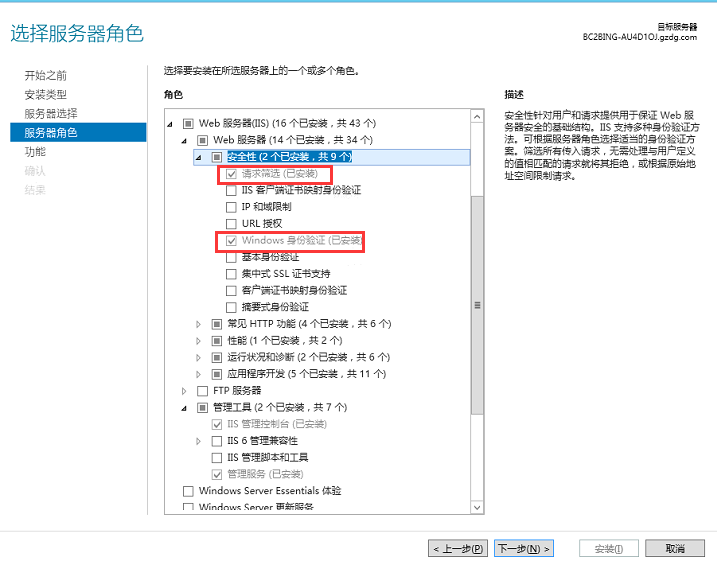 选择服务器角色
目标服务器
BC2BING-AU4D1OJ.gzdg.com
开始之前
安装类型
服务器选择
服务器角色
功能
确认
结果
选择要安装在所选服务器上的一个或多个角色。
角色
Web 服务器(IIS) (16 个已安装，共 43 个)
Web 服务器 (14 个已安装，共 34 个)
安全性 (2 个已安装，共 9 个)
请求筛选 (已安装)
IIS 客户端证书映射身份验证
IP 和域限制
URL 授权
Windows 身份验证 (已安装)
基本身份验证
集中式 SSL 证书支持
客户端证书映射身份验证
摘要式身份验证
常见 HTTP 功能 (4 个已安装，共 6 个)
性能 (1 个已安装，共 2 个)
运行状况和诊断 (2 个已安装，共 6 个)
应用程序开发 (5 个已安装，共 11 个)
FTP 服务器
管理工具 (2 个已安装，共 7 个)
IIS 管理控制台 (已安装)
IIS 6 管理兼容性
IIS 管理脚本和工具
管理服务 (已安装)
Windows Server Essentials 体验
Windows Server 更新服务
描述
安全性针对用户和请求提供用于保证 Web 服
务器安全的基础结构。IIS 支持多种身份验证方
法。可根据服务器角色选择适当的身份验证方
案。筛选所有传入请求，无需处理与用户定义
的值相匹配的请求就将其拒绝，或根据原始地
址空间限制请求。
< 上一步(P)
下一步(N) >
安装(I)
取消